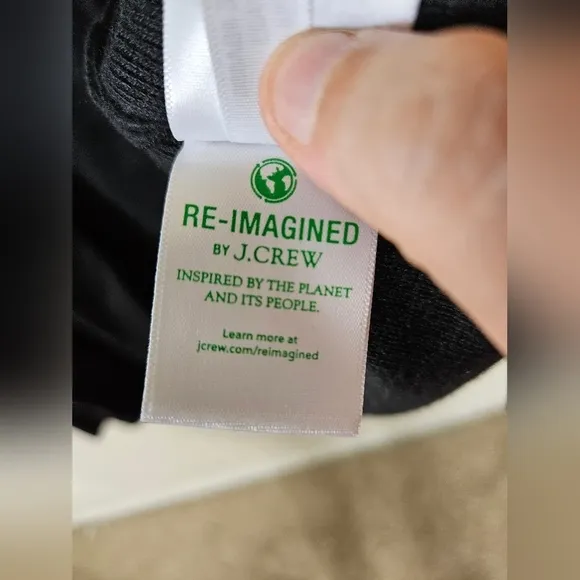 RE-IMAGINED
BY J.CREW
INSPIRED BY THE PLANET
AND ITS PEOPLE.
Learn more at
jcrew.com/reimagined